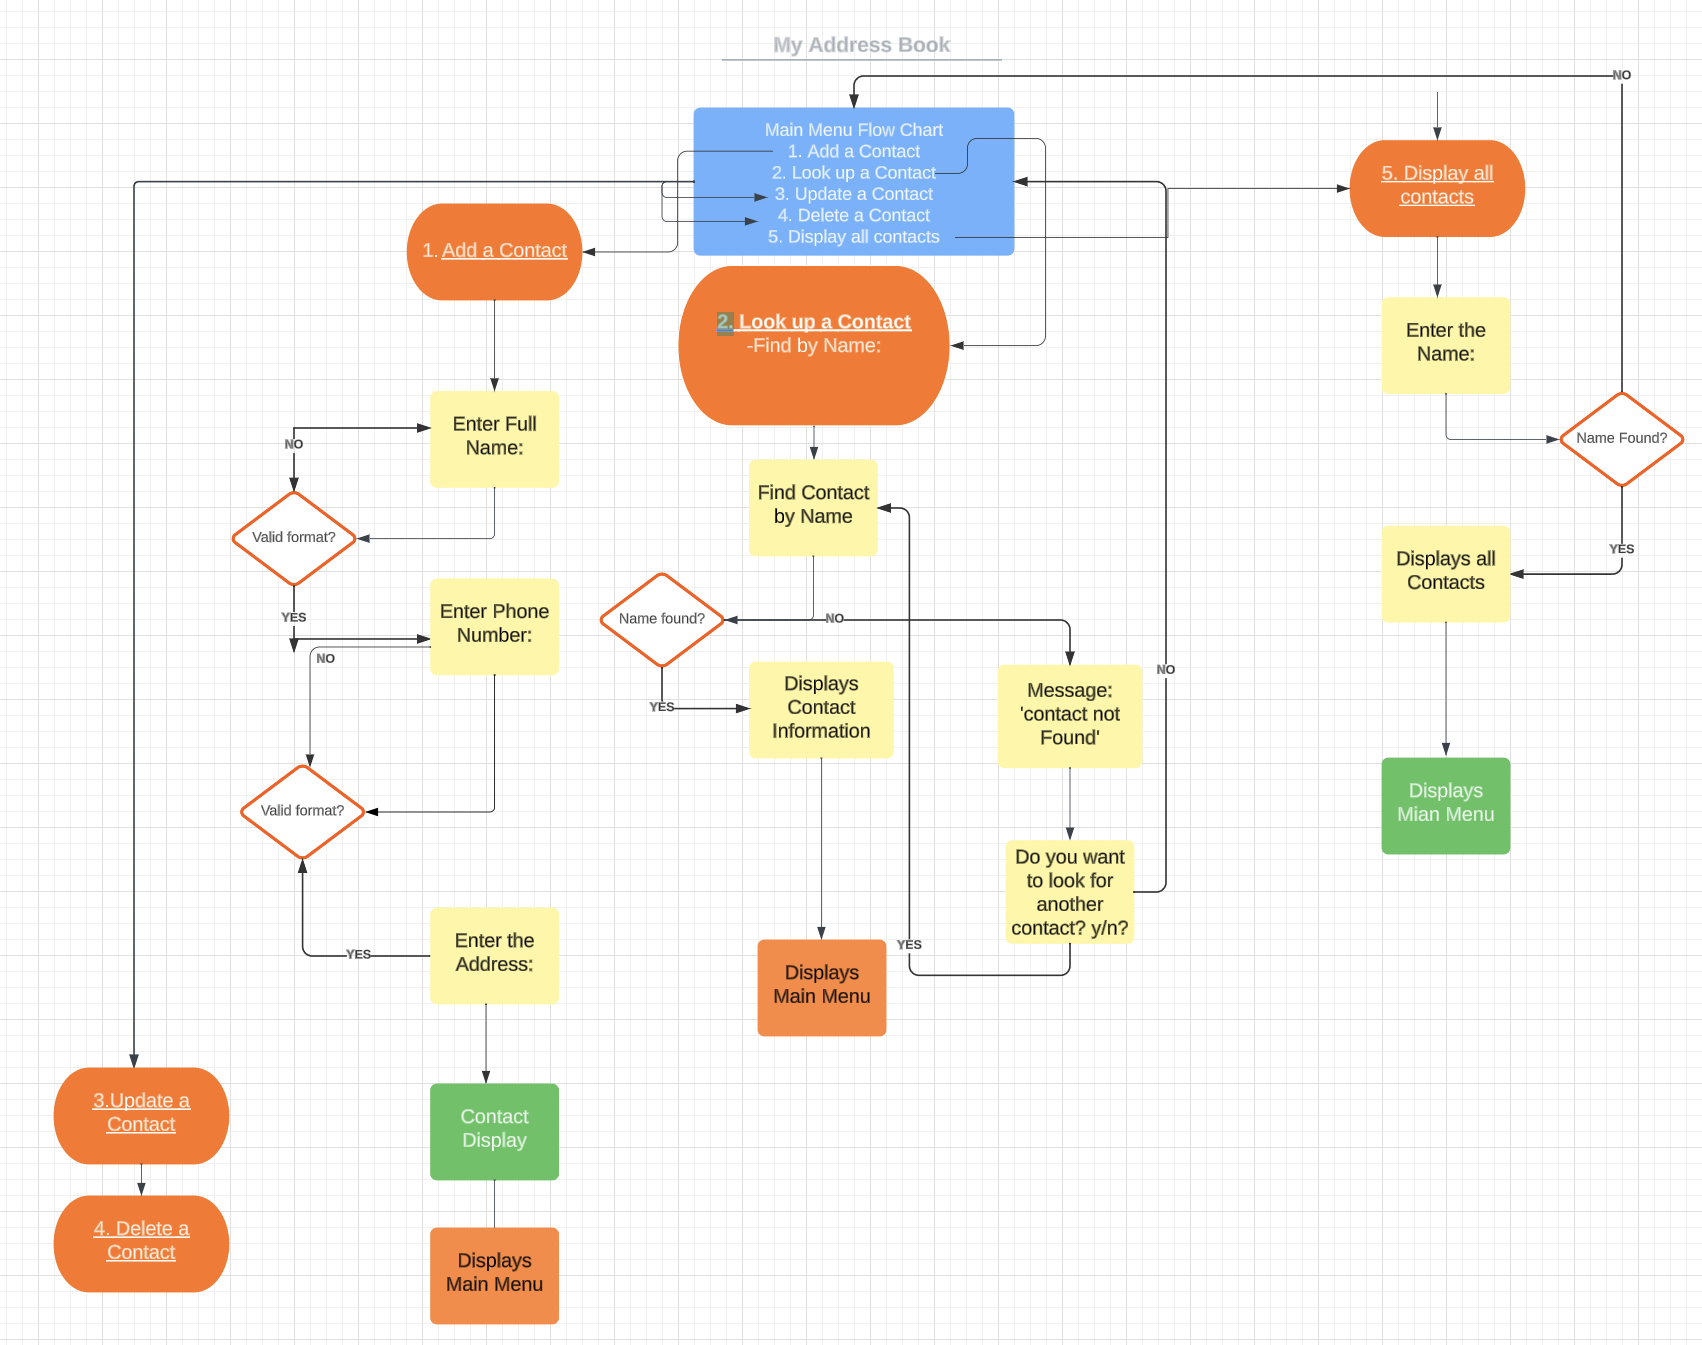 My Address Book
NO
Main Menu Flow Chart
1. Add a Contact
2. Look up a Contact
3. Update a Contact
4. Delete a Contact
5. Display all contacts
5. Display all
contacts
1. Add a Contact
2. Look up a Contact
-Find by Name:
Enter the
Name:
Name Found?
YES
Displays all
Contacts
Displays
Mian Menu
Enter Full
Name:
NO
Valid format?
YES
Enter Phone
Number:
NO
Valid format?
YES
Enter the
Address:
Contact
Display
Displays
Main Menu
Find Contact
by Name
Name found?
NO
YES
Displays
Contact
Information
Displays
Main Menu
Message:
'contact not
Found'
NO
Do you want
to look for
another
contact? y/n?
YES
3.Update a
Contact
4. Delete a
Contact